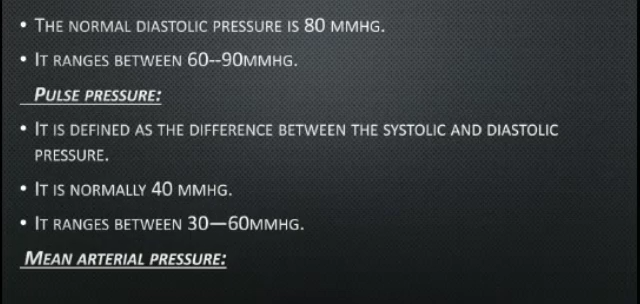 • The normal diastolic pressure is 80 mmHg.
• It ranges between 60--90mmHg.
Pulse pressure:
• It is defined as the difference between the systolic and diastolic
pressure.
• It is normally 40 mmHg.
• It ranges between 30—60mmHg.
Mean arterial pressure: